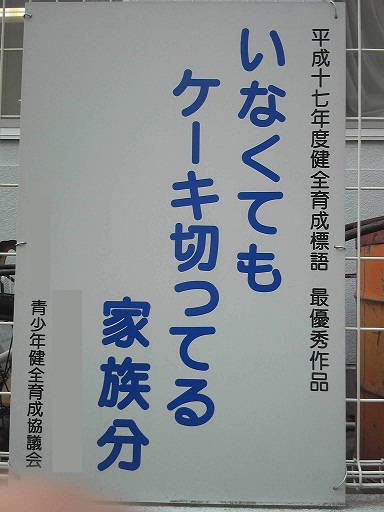 平成十七年度健全育成標語　最優秀作品
いなくても
ケーキ切ってる
家族分
青少年健全育成協議会